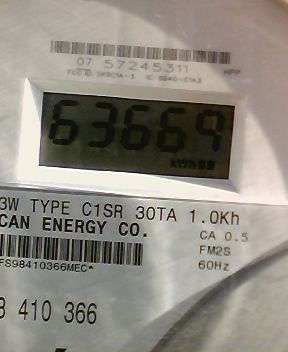 07 57245311
63669
3W TYPE C1SR 30TA 1.0Kh
CAN ENERGY CO.
CA 0.5
FM2S
60Hz
FS98410366MEC*
8 410 366